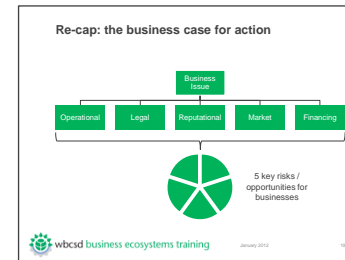 Re-cap: the business case for action
Business
Issue
Operational
Legal
Reputational
Market
Financing
5 key risks /
opportunities for
businesses
wbcsd business ecosystems training
January 2012